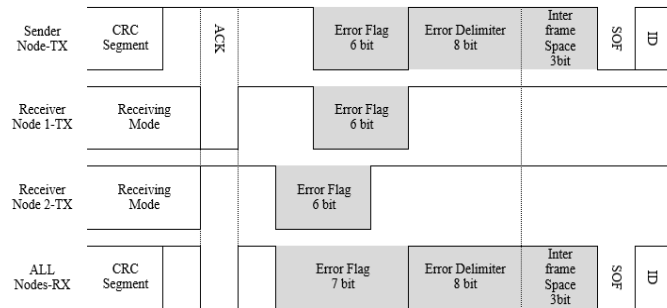 Sender
Node-TX
CRC
Segment
ACK
Error Flag
6 bit
Error Delimiter
8 bit
Inter
frame
Space
3bit
SOF
ID
Receiver
Node 1-TX
Receiving
Mode
Error Flag
6 bit
Receiver
Node 2-TX
Receiving
Mode
Error Flag
6 bit
ALL
Nodes-RX
CRC
Segment
Error Flag
7 bit
Error Delimiter
8 bit
Inter
frame
Space
3bit
SOF
ID